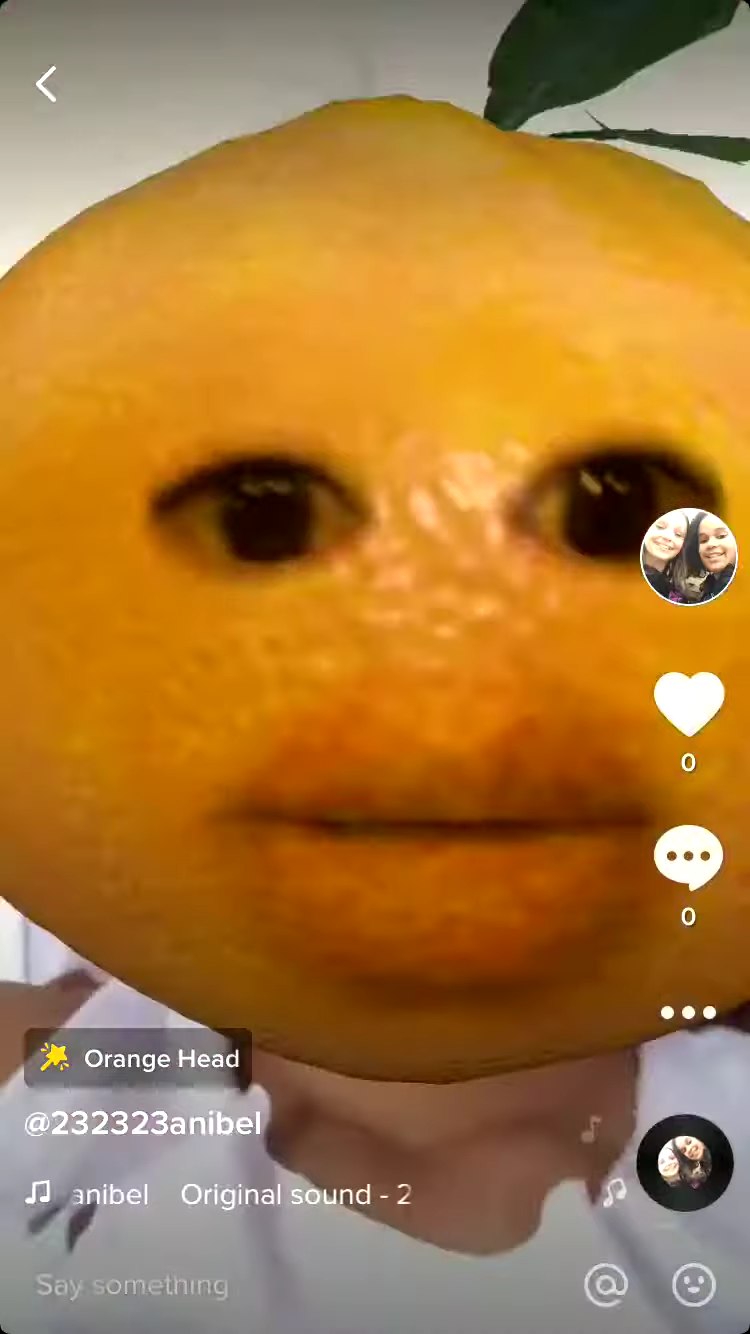 0
0
Orange Head
@232323anibel
anibel Original sound - 2
Say something